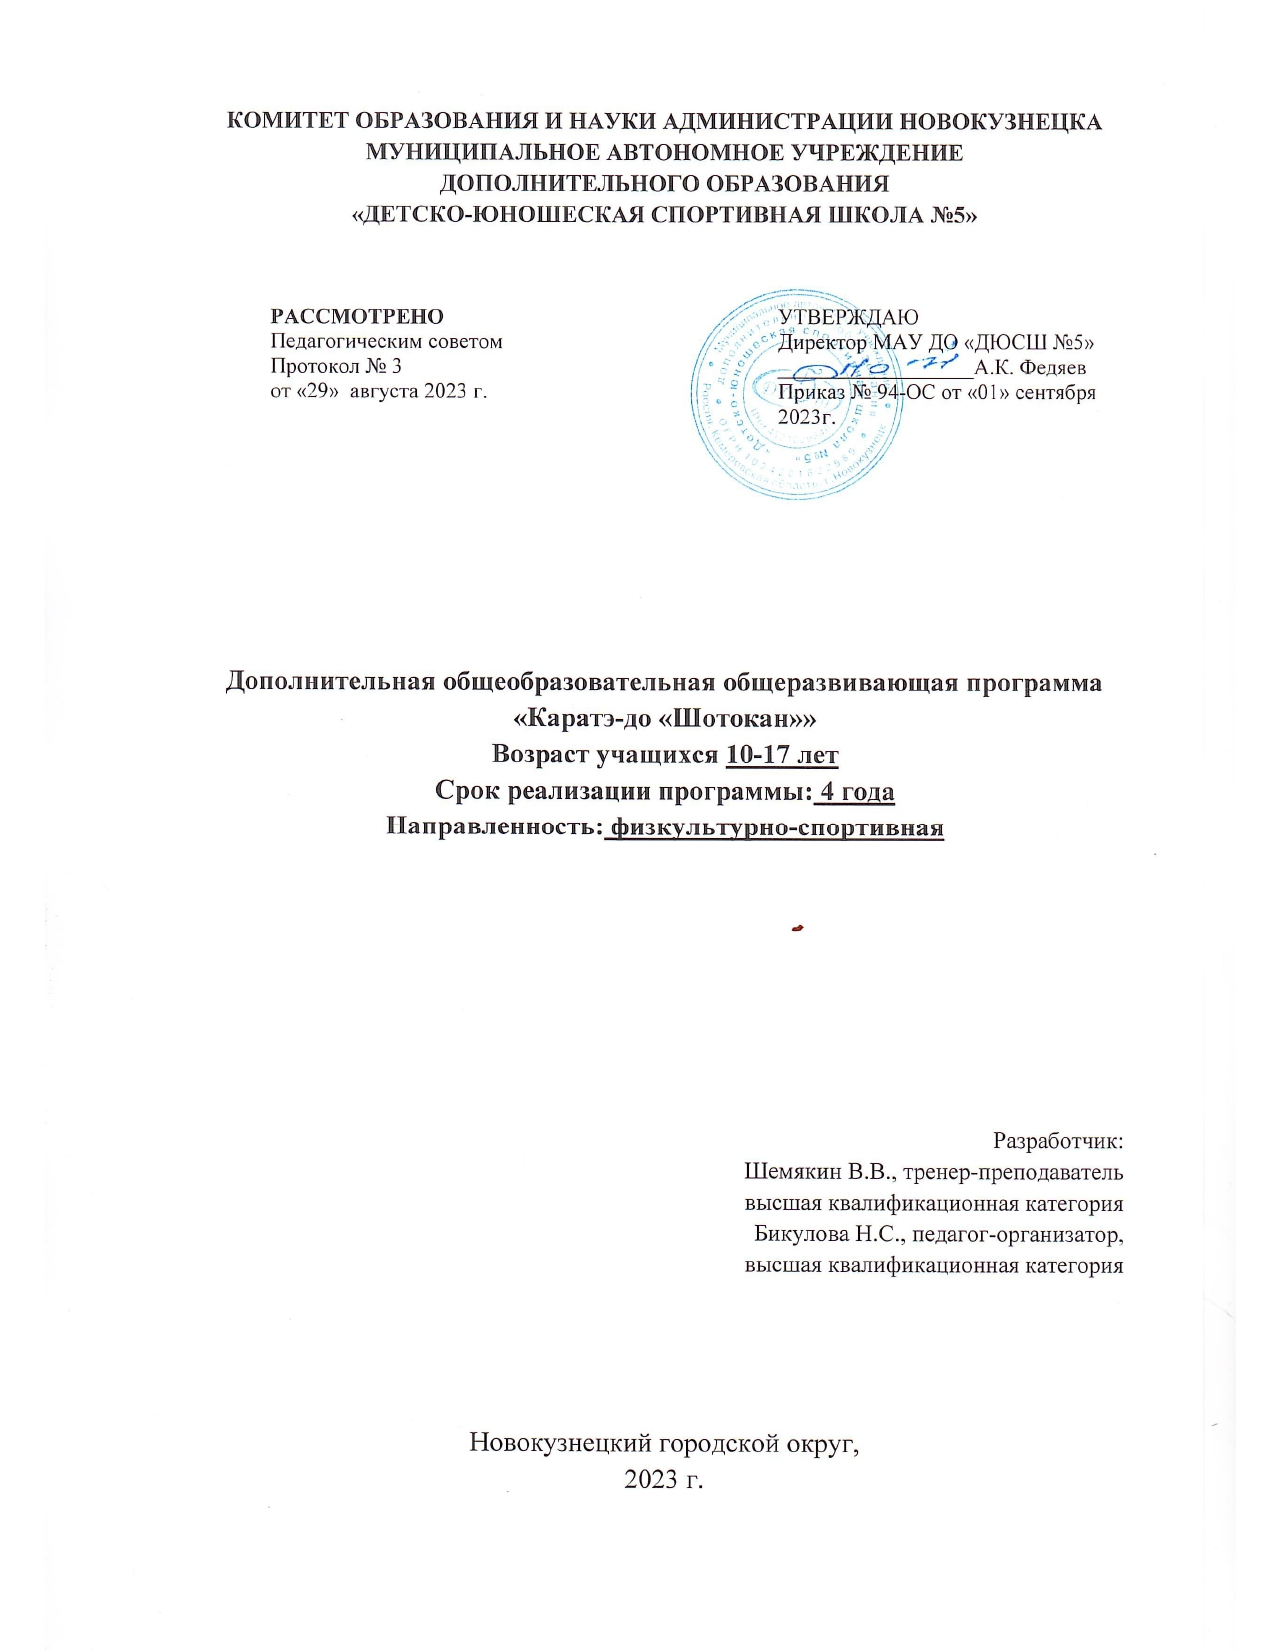 КОМИТЕТ ОБРАЗОВАНИЯ И НАУКИ АДМИНИСТРАЦИИ НОВОКУЗНЕЦКА
МУНИЦИПАЛЬНОЕ АВТОНОМНОЕ УЧРЕЖДЕНИЕ
ДОПОЛНИТЕЛЬНОГО ОБРАЗОВАНИЯ
«ДЕТСКО-ЮНОШЕСКАЯ СПОРТИВНАЯ ШКОЛА №5»
РАССМОТРЕНО
Педагогическим советом
Протокол № 3
от «29» августа 2023 г.
УТВЕРЖДАЮ
Директор МАУ ДО «ДЮСШ №5»
А.К. Федяев
Приказ № 94-ОС от «01» сентября
2023г.
Дополнительная общеобразовательная общеразвивающая программа
«Каратэ-до «Шотокан»»
Возраст учащихся 10-17 лет
Срок реализации программы: 4 года
Направленность: физкультурно-спортивная
Разработчик:
Шемякин В.В., тренер-преподаватель
высшая квалификационная категория
Бикулова Н.С., педагог-организатор,
высшая квалификационная категория
Новокузнецкий городской округ,
2023 г.